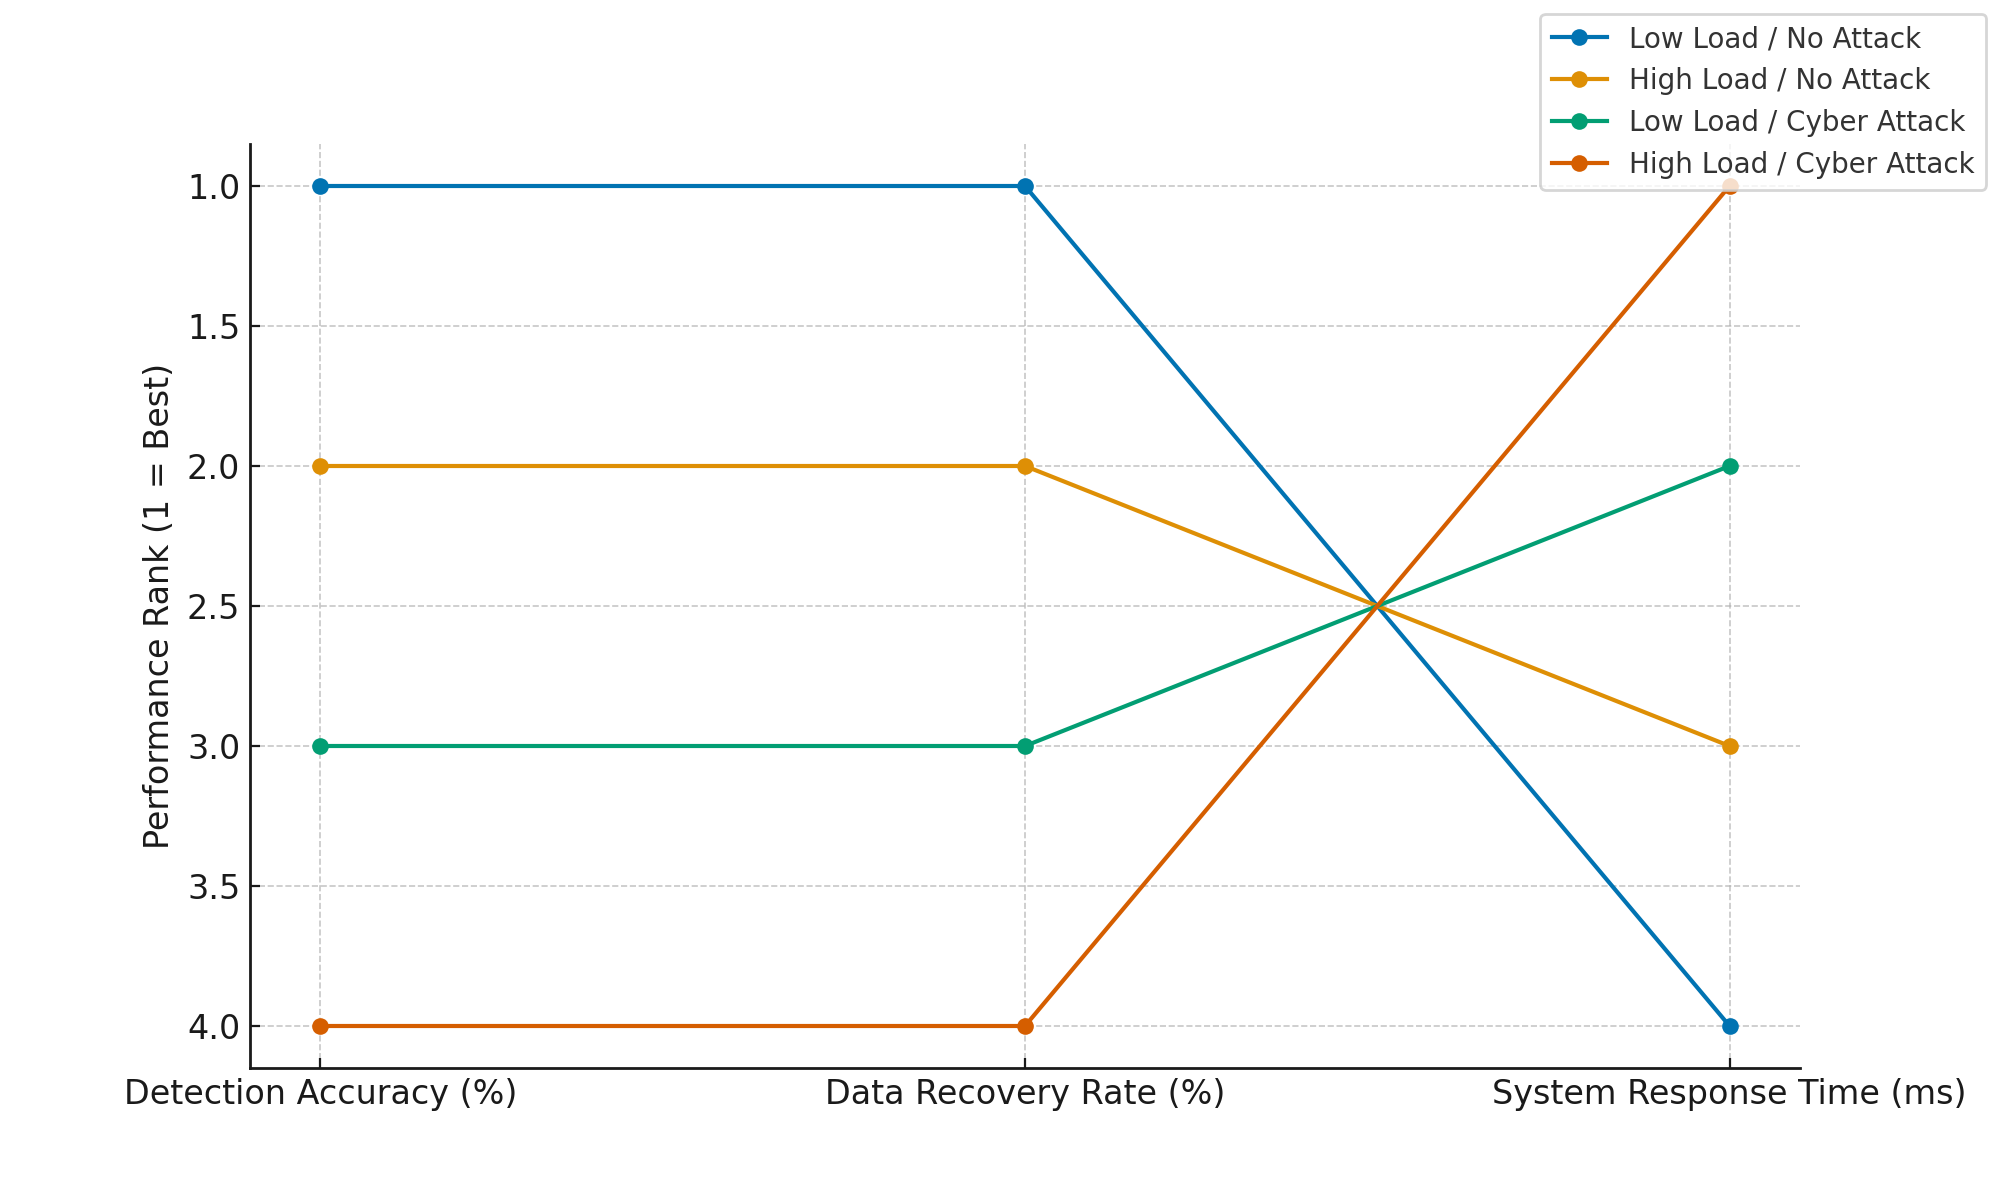 Low Load / No Attack
High Load / No Attack
Low Load / Cyber Attack
High Load / Cyber Attack
Performance Rank (1 = Best)
1.0
1.5
2.0
2.5
3.0
3.5
4.0
Detection Accuracy (%)
Data Recovery Rate (%)
System Response Time (ms)